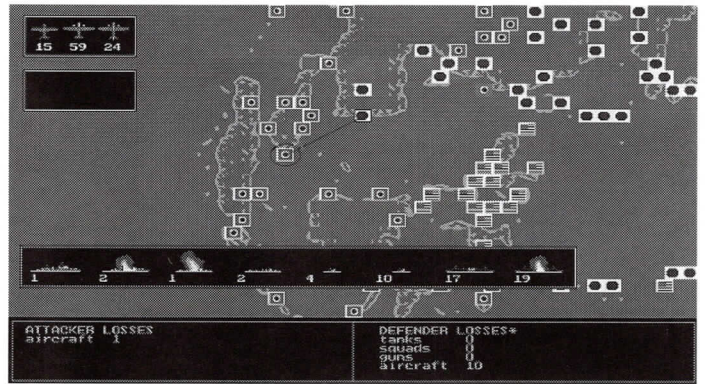 15 59 24
1 2 1 2 4 10 17 19
ATTACKER LOSSES
aircraft 1
DEFENDER LOSSES*
tanks 0
squads 0
guns 0
aircraft 10